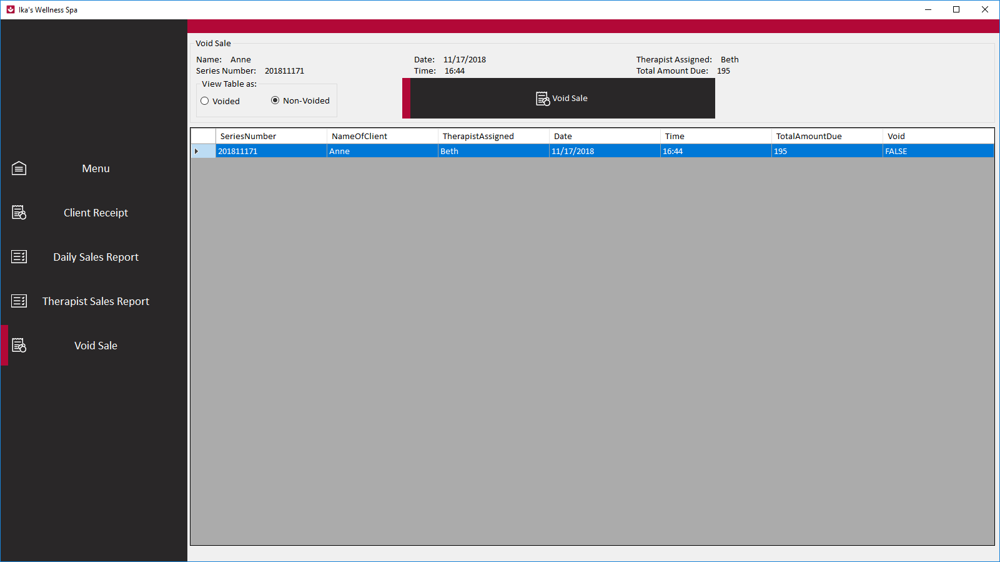 Ika's Wellness Spa
Menu
Client Receipt
Daily Sales Report
Therapist Sales Report
Void Sale
Void Sale
Name: Anne Date: 11/17/2018 Therapist Assigned: Beth
Series Number: 201811171 Time: 16:44 Total Amount Due: 195
View Table as:
Voided Non-Voided
Void Sale
SeriesNumber NameOfClient TherapistAssigned Date Time TotalAmountDue Void
201811171 Anne Beth 11/17/2018 16:44 195 FALSE